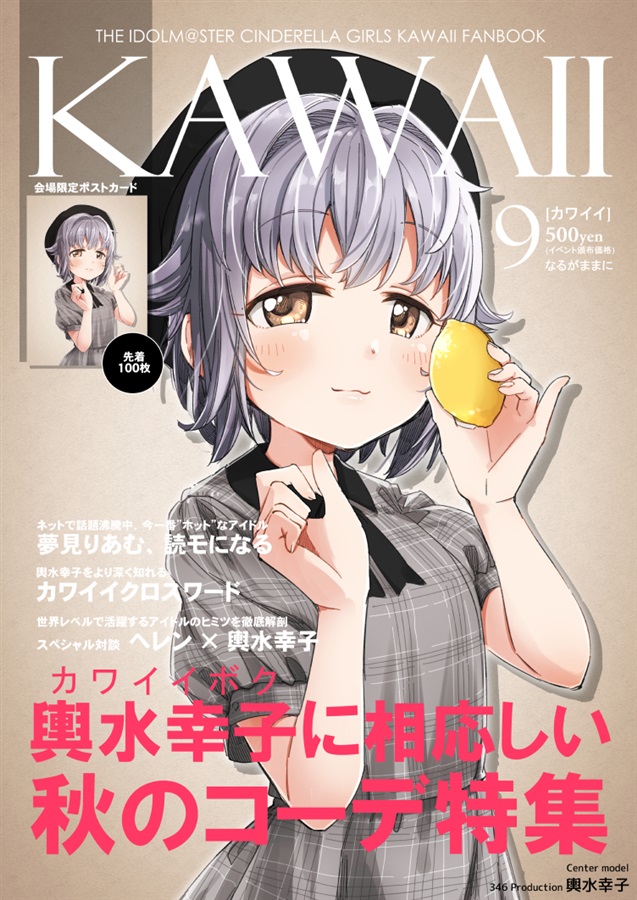 THE IDOLM@STER CINDERELLA GIRLS KAWAII FANBOOK
KAWAII
会場限定ポストカード
先着
100枚
9
[カワイイ]
500yen
(イベント頒布価格)
なるがままに
ネットで話題沸騰中、今一番"ホット"なアイドル
夢見りあむ、読モになる
輿水幸子をより深く知れる
カワイイクロスワード
世界レベルで活躍するアイドルのヒミツを徹底解剖
スペシャル対談 ヘレン × 輿水幸子
カワイイボク
輿水幸子に相応しい
秋のコーデ特集
Center model
346 Production 輿水幸子